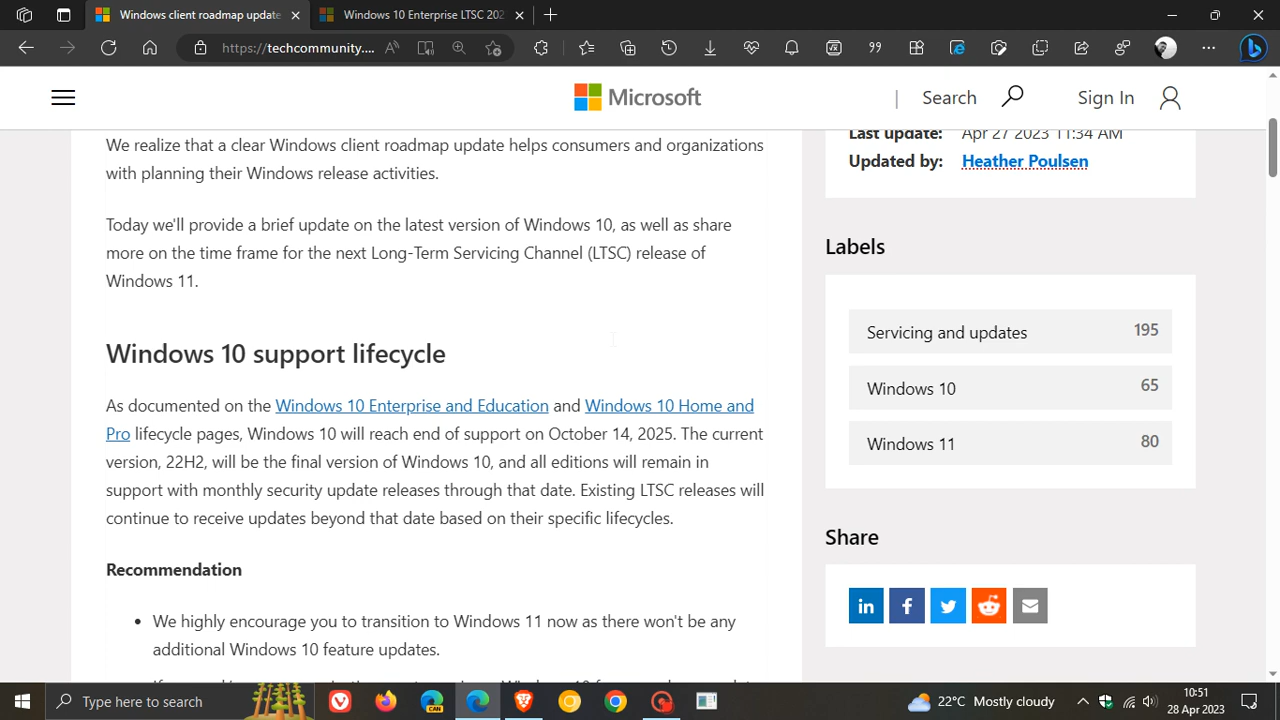 Windows client roadmap update
Windows 10 Enterprise LTSC 202
https://techcommunity....
Microsoft
Search
Sign In
We realize that a clear Windows client roadmap update helps consumers and organizations
with planning their Windows release activities.
Today we'll provide a brief update on the latest version of Windows 10, as well as share
more on the time frame for the next Long-Term Servicing Channel (LTSC) release of
Windows 11.
Windows 10 support lifecycle
As documented on the Windows 10 Enterprise and Education and Windows 10 Home and
Pro lifecycle pages, Windows 10 will reach end of support on October 14, 2025. The current
version, 22H2, will be the final version of Windows 10, and all editions will remain in
support with monthly security update releases through that date. Existing LTSC releases will
continue to receive updates beyond that date based on their specific lifecycles.
Recommendation
• We highly encourage you to transition to Windows 11 now as there won't be any
additional Windows 10 feature updates.
Last update: Apr 27 2023 11:34 AM
Updated by: Heather Poulsen
Labels
Servicing and updates 195
Windows 10 65
Windows 11 80
Share
Type here to search
CAN
22°C Mostly cloudy
10:51
28 Apr 2023